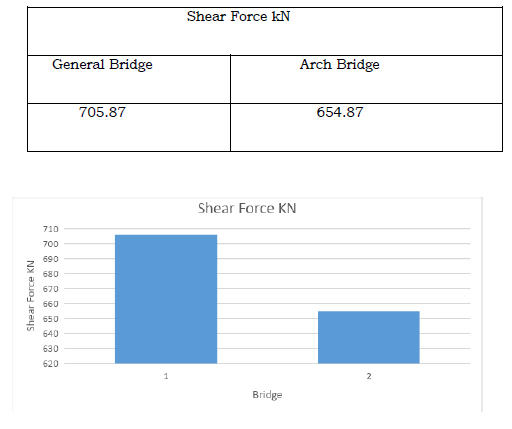 Shear Force kN
General Bridge Arch Bridge
705.87 654.87
Shear Force KN
Shear Force KN
710
700
690
680
670
660
650
640
630
620
1 2
Bridge